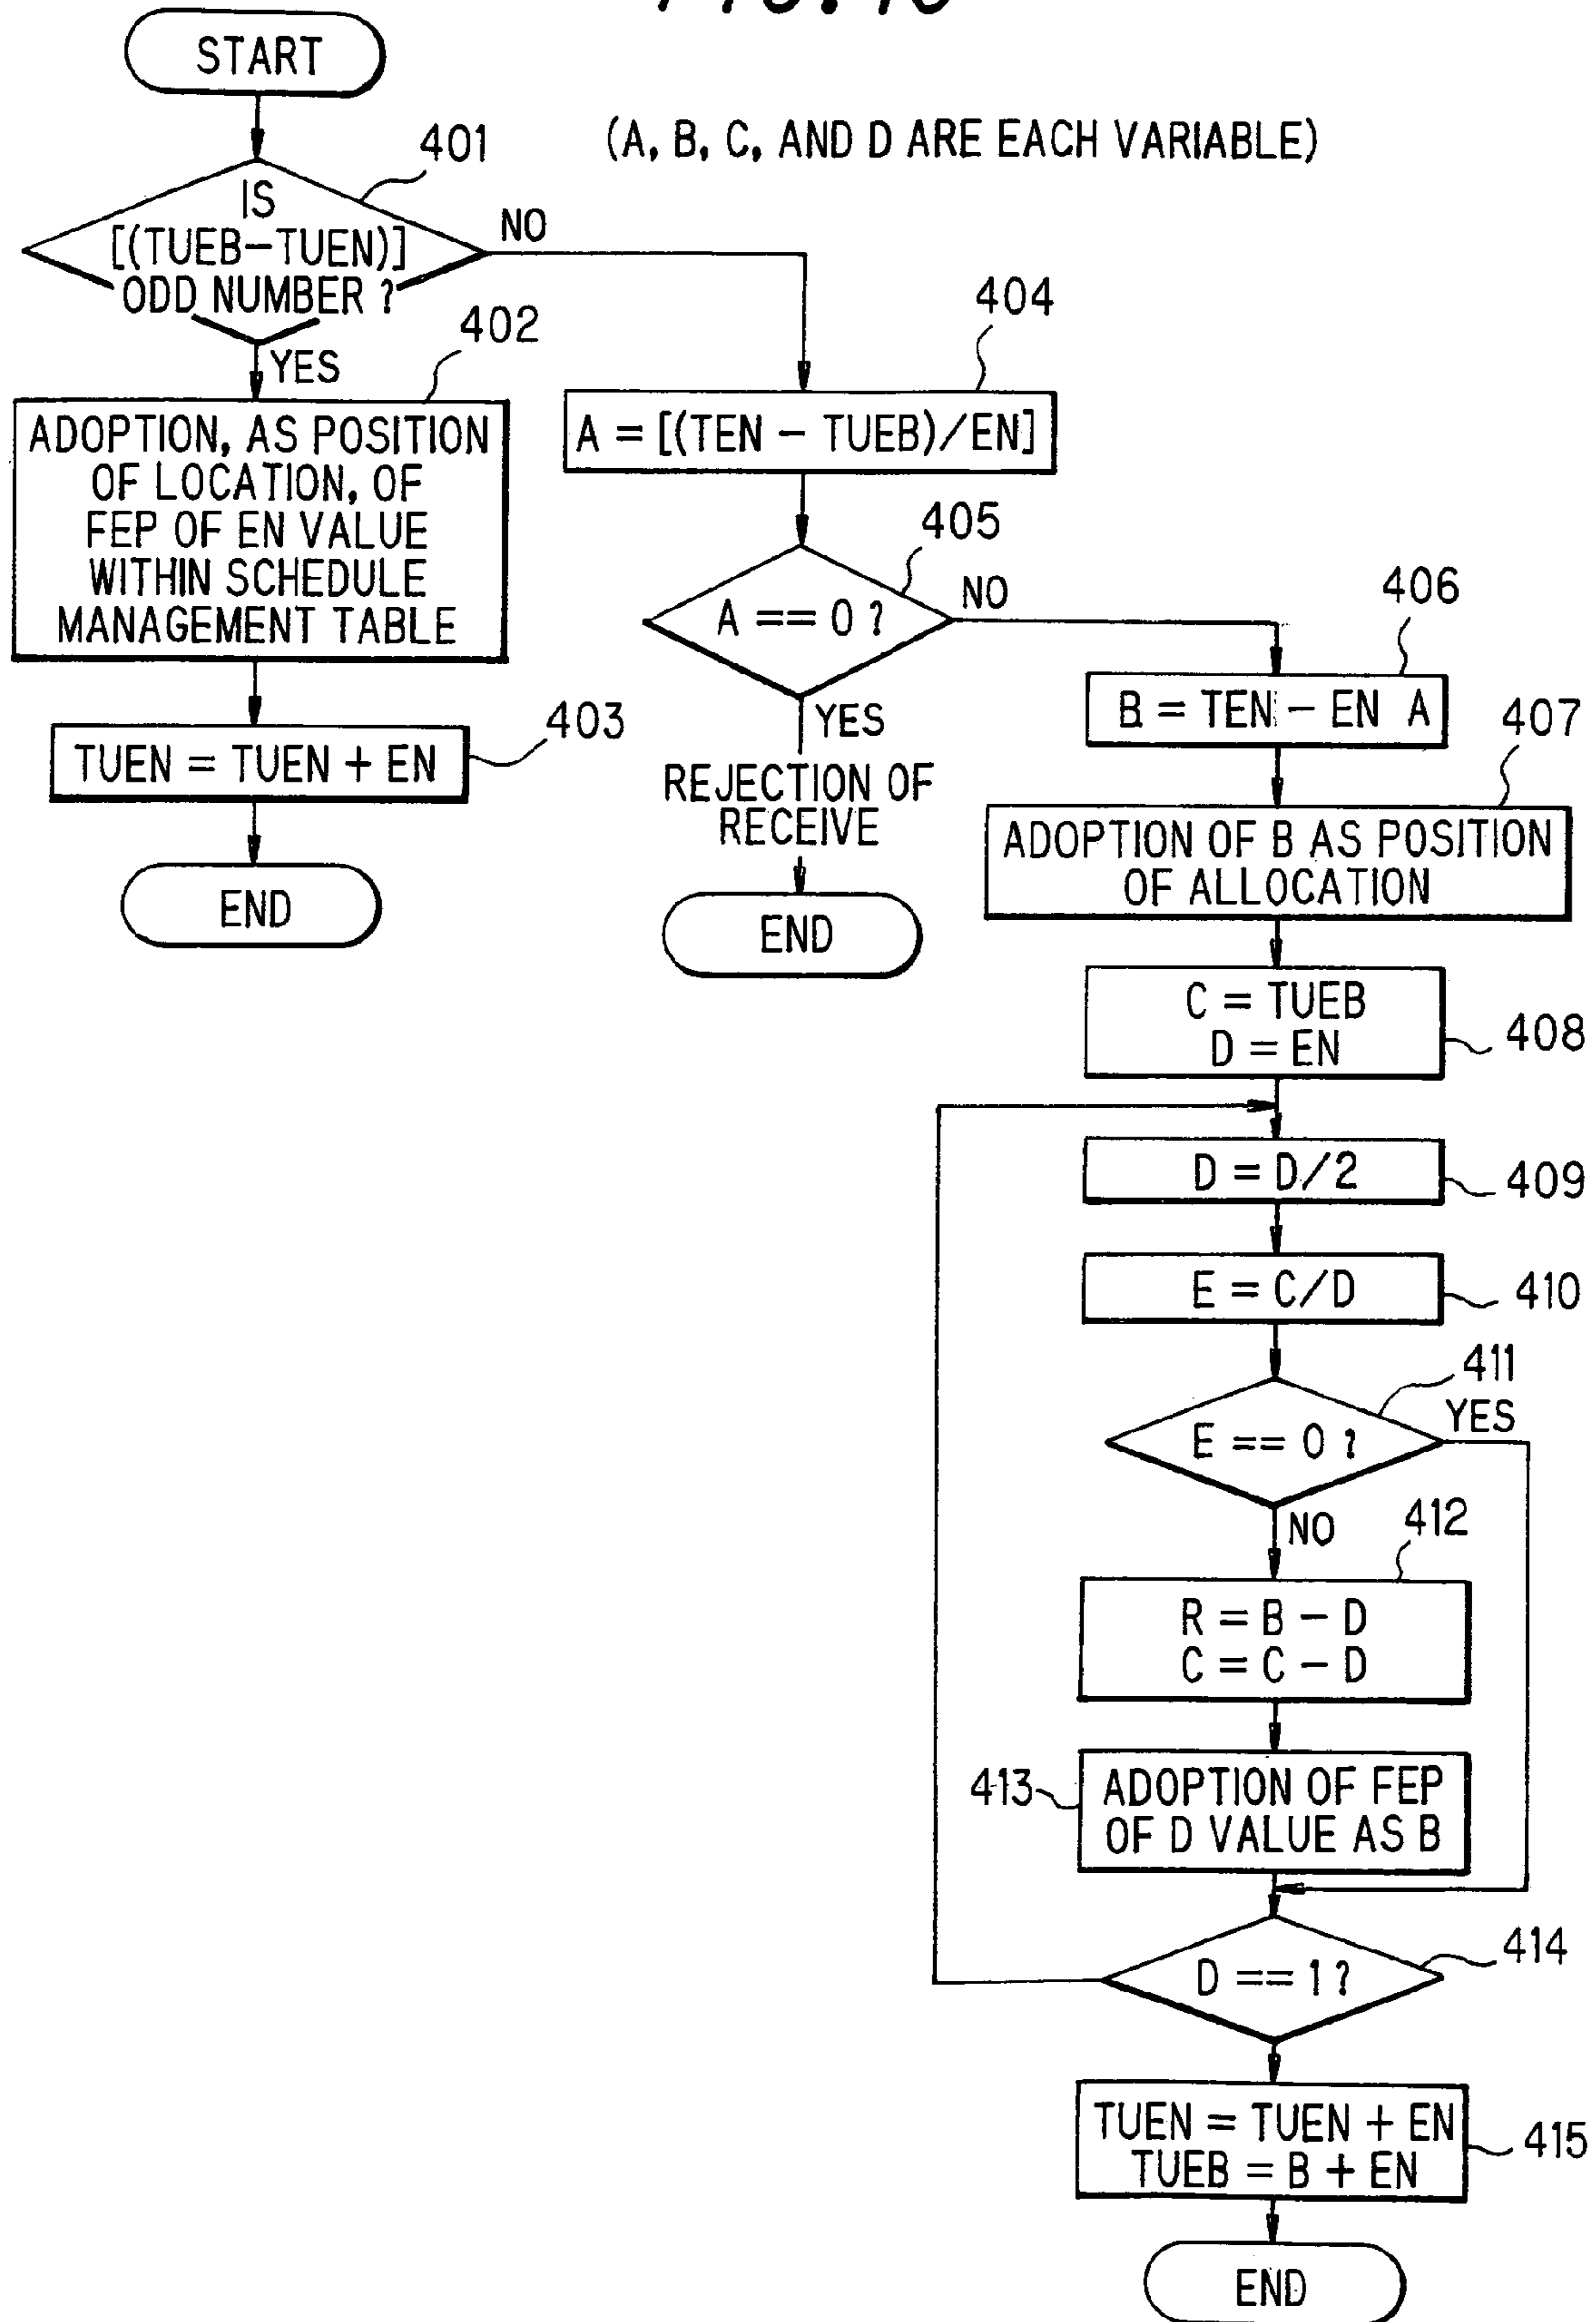 START
(A, B, C, AND D ARE EACH VARIABLE)
401
IS
[(TUEB-TUEN)]
ODD NUMBER ?
NO
YES
402
ADOPTION, AS POSITION
OF LOCATION, OF
FEP OF EN VALUE
WITHIN SCHEDULE
MANAGEMENT TABLE
TUEN = TUEN + EN
403
END
404
A = [(TEN - TUEB)/EN]
405
A == 0 ?
NO
YES
REJECTION OF
RECEIVE
END
406
B = TEN - EN A
407
ADOPTION OF B AS POSITION
OF ALLOCATION
C = TUEB
D = EN
408
D = D/2
409
E = C/D
410
411
E == 0 ?
YES
NO
412
R = B - D
C = C - D
413
ADOPTION OF FEP
OF D VALUE AS B
D == 1 ?
414
TUEN = TUEN + EN
TUEB = B + EN
415
END